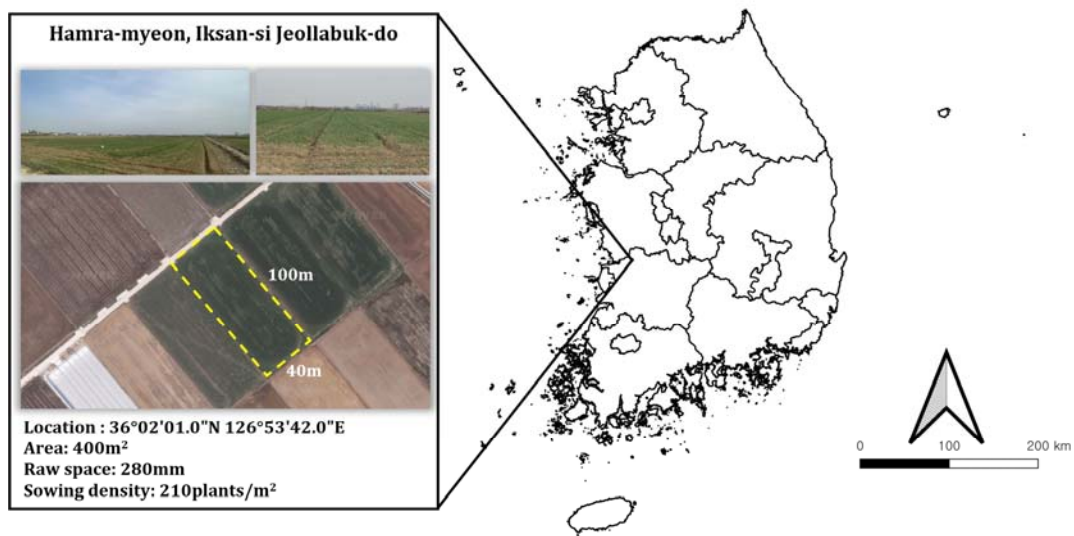 Hamra-myeon, Iksan-si Jeollabuk-do
100m
40m
Location : 36°02'01.0"N 126°53'42.0"E
Area: 400m²
Raw space: 280mm
Sowing density: 210plants/m²
0 100 200 km